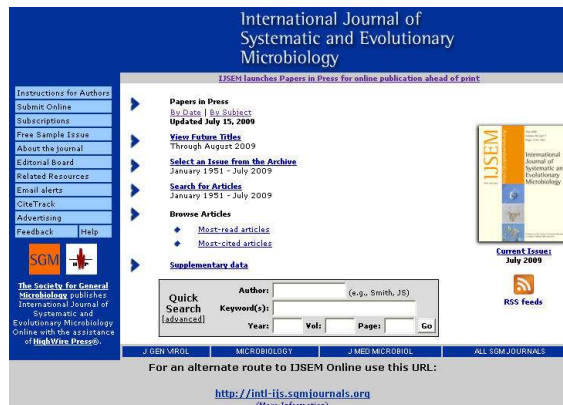 International Journal of
Systematic and Evolutionary
Microbiology
IJSEM launches Papers in Press for online publication ahead of print
Instructions for Authors
Submit Online
Subscriptions
Free Sample Issue
About the Journal
Editorial Board
Related Resources
Email alerts
CiteTrack
Advertising
Feedback Help
SGM
The Society for General
Microbiology publishes
International Journal of
Systematic and
Evolutionary Microbiology
Online with the assistance
of HighWire Press®.
Papers in Press
By Date | By Subject
Updated July 15, 2009
View Future Titles
Through August 2009
Select an Issue from the Archive
January 1951 - July 2009
Search for Articles
January 1951 - July 2009
Browse Articles
Most-read articles
Most-cited articles
Supplementary data
IJSEM
International
Journal of
Systematic and
Evolutionary
Microbiology
Current Issue:
July 2009
RSS feeds
Quick
Search
[advanced]
Author: (e.g., Smith, JS)
Keyword(s):
Year: Vol: Page: Go
J GEN VIROL MICROBIOLOGY J MED MICROBIOL ALL SGM JOURNALS
For an alternate route to IJSEM Online use this URL:
http://intl-ijs.sgmjournals.org
(More Information)